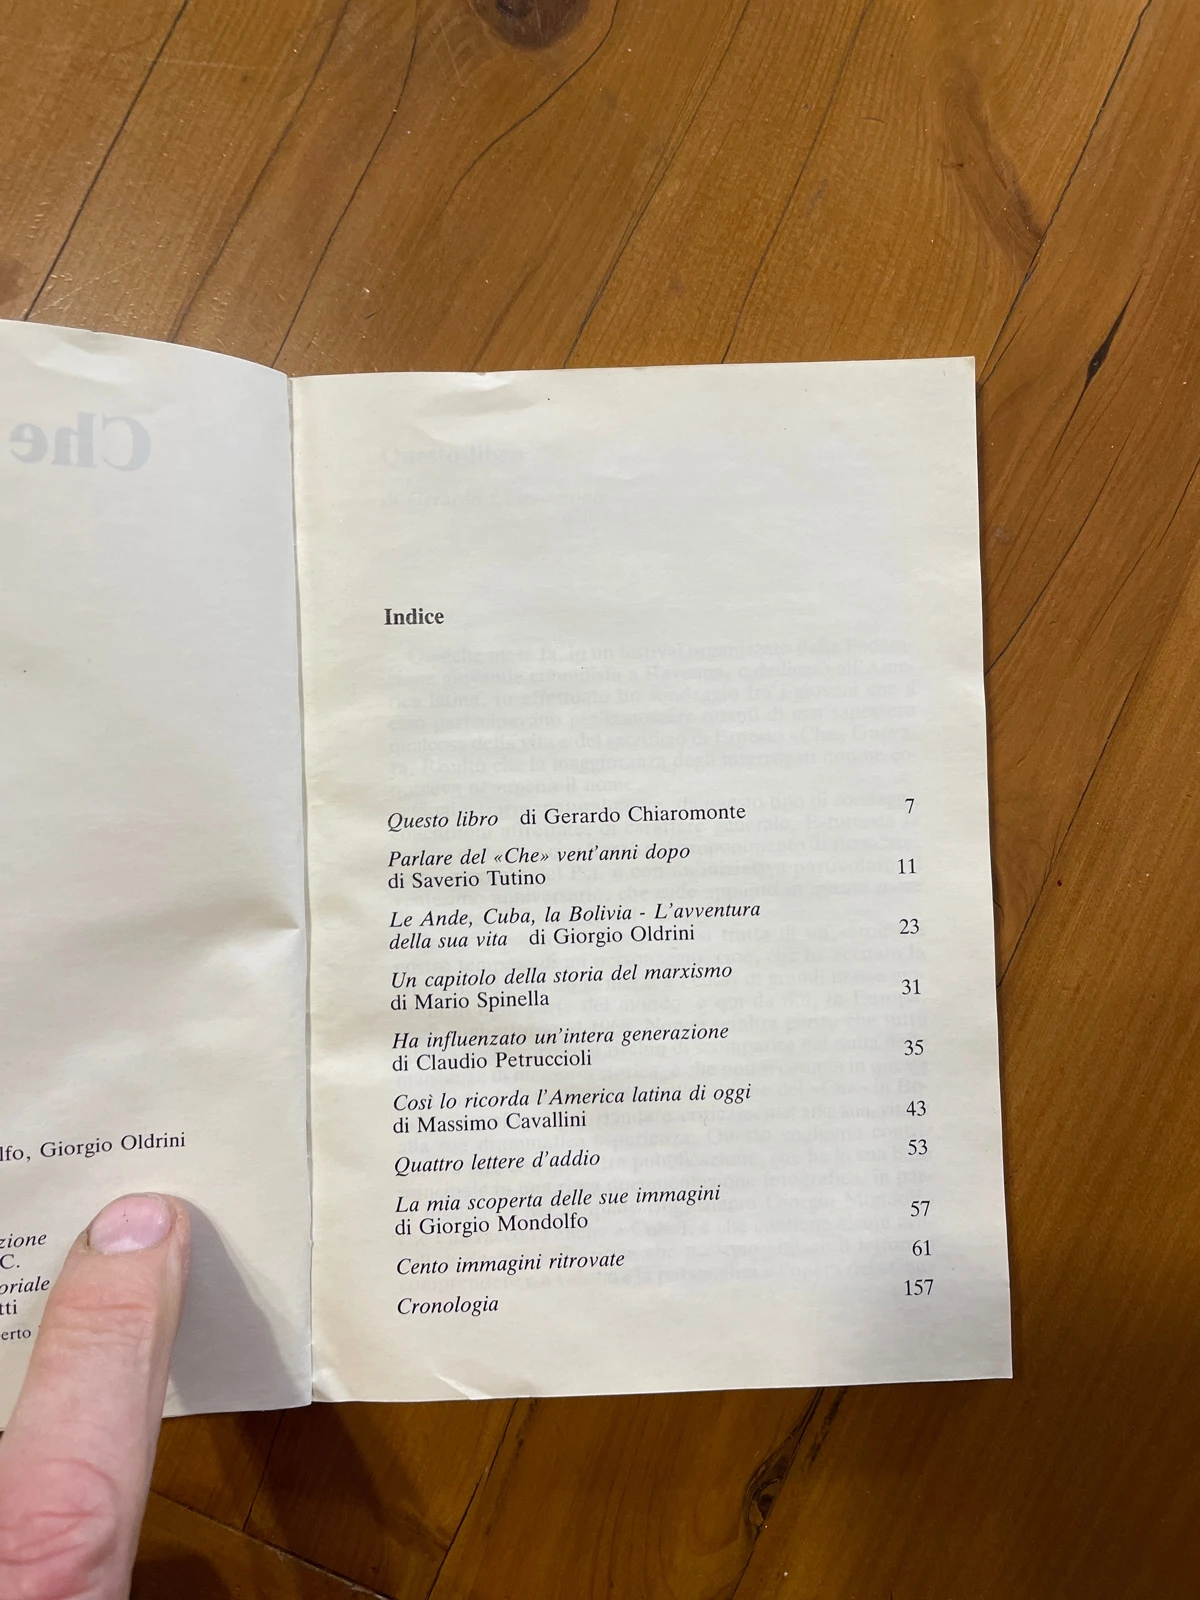 Che
lfo, Giorgio Oldrini
zione
C.
oriale
tti
erto
Indice
Questo libro di Gerardo Chiaromonte 7
Parlare del «Che» vent'anni dopo
di Saverio Tutino 11
Le Ande, Cuba, la Bolivia - L'avventura
della sua vita di Giorgio Oldrini 23
Un capitolo della storia del marxismo
di Mario Spinella 31
Ha influenzato un'intera generazione
di Claudio Petruccioli 35
Così lo ricorda l'America latina di oggi
di Massimo Cavallini 43
Quattro lettere d'addio 53
La mia scoperta delle sue immagini
di Giorgio Mondolfo 57
Cento immagini ritrovate 61
Cronologia 157